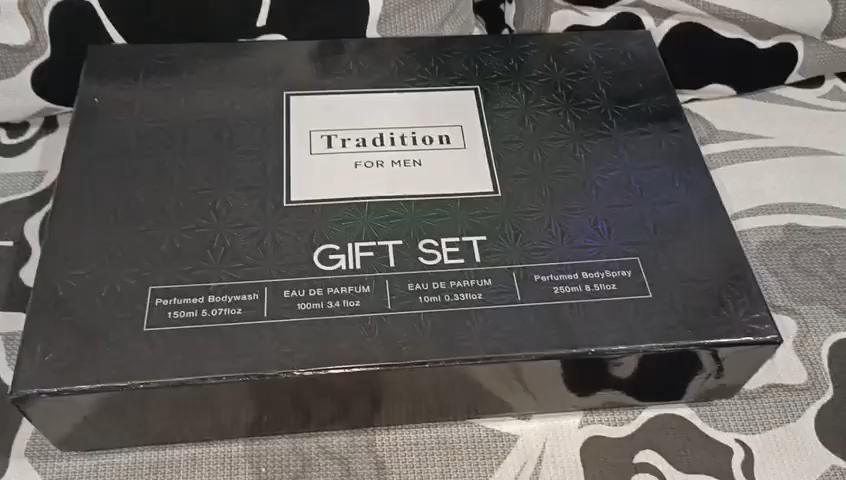 Tradition
FOR MEN
GIFT SET
Perfumed Bodywash
150ml 5.07floz
EAU DE PARFUM
100ml 3.4 floz
EAU DE PARFUM
10ml 0.33floz
Perfumed BodySpray
250ml 8.5floz